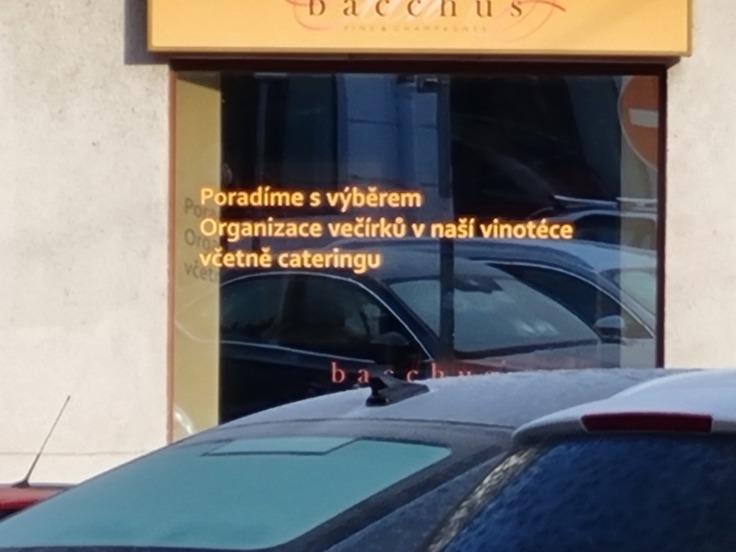 bacchus
Poradíme s výběrem
Organizace večírků v naší vinotéce
včetně cateringu
bacchus